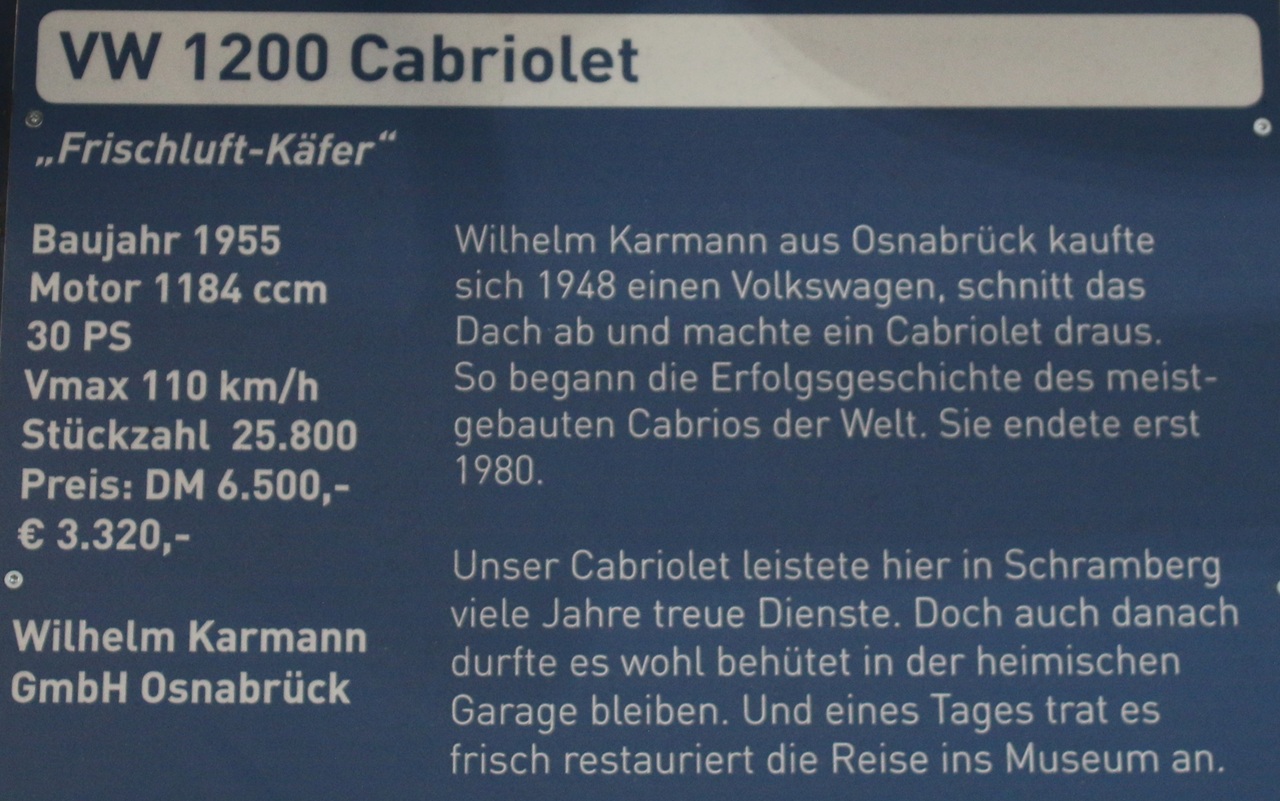 VW 1200 Cabriolet
„Frischluft-Käfer“
Baujahr 1955
Motor 1184 ccm
30 PS
Vmax 110 km/h
Stückzahl 25.800
Preis: DM 6.500,-
€ 3.320,-
Wilhelm Karmann
GmbH Osnabrück
Wilhelm Karmann aus Osnabrück kaufte
sich 1948 einen Volkswagen, schnitt das
Dach ab und machte ein Cabriolet draus.
So begann die Erfolgsgeschichte des meist-
gebauten Cabrios der Welt. Sie endete erst
1980.
Unser Cabriolet leistete hier in Schramberg
viele Jahre treue Dienste. Doch auch danach
durfte es wohl behütet in der heimischen
Garage bleiben. Und eines Tages trat es
frisch restauriert die Reise ins Museum an.